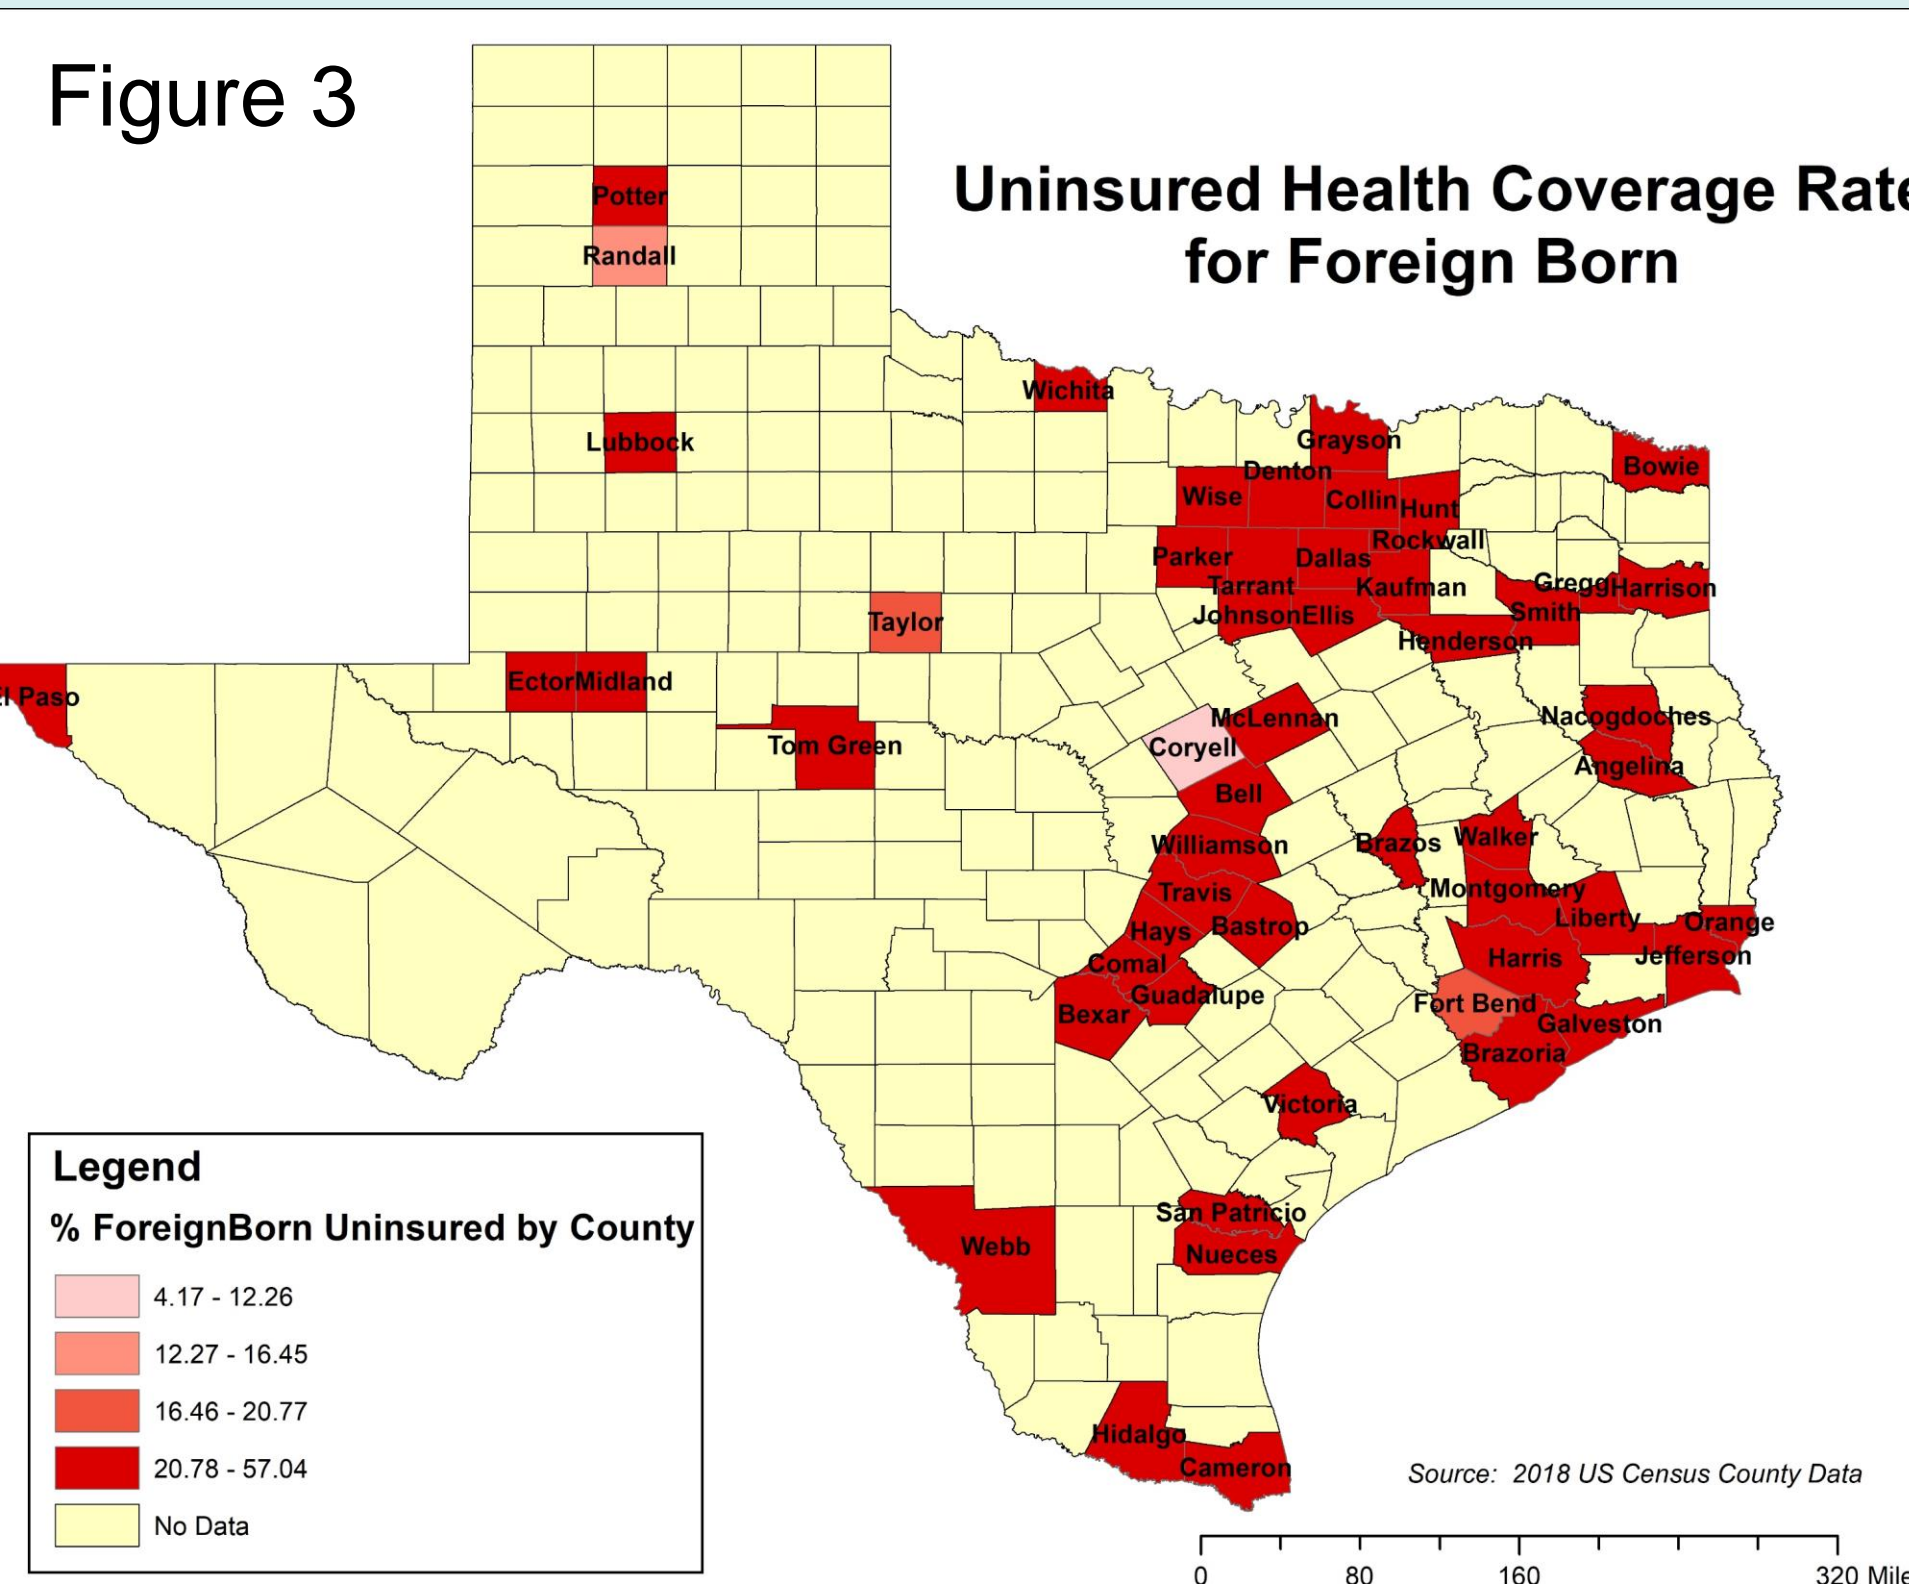 Figure 3
Uninsured Health Coverage Rate
for Foreign Born
Potter
Randall
Wichita
Lubbock
Grayson
Denton
Bowie
Wise
Collin
Hunt
Rockwall
Parker
Dallas
Tarrant
Kaufman
Gregg
Harrison
Johnson
Ellis
Smith
Taylor
Henderson
Ector
Midland
El Paso
Nacogdoches
McLennan
Tom Green
Coryell
Angelina
Bell
Williamson
Brazos
Walker
Travis
Montgomery
Hays
Bastrop
Liberty
Orange
Comal
Harris
Jefferson
Guadalupe
Bexar
Fort Bend
Galveston
Brazoria
Victoria
San Patricio
Webb
Nueces
Hidalgo
Cameron
Legend
% ForeignBorn Uninsured by County
4.17 - 12.26
12.27 - 16.45
16.46 - 20.77
20.78 - 57.04
No Data
Source: 2018 US Census County Data
0 80 160 320 Mile